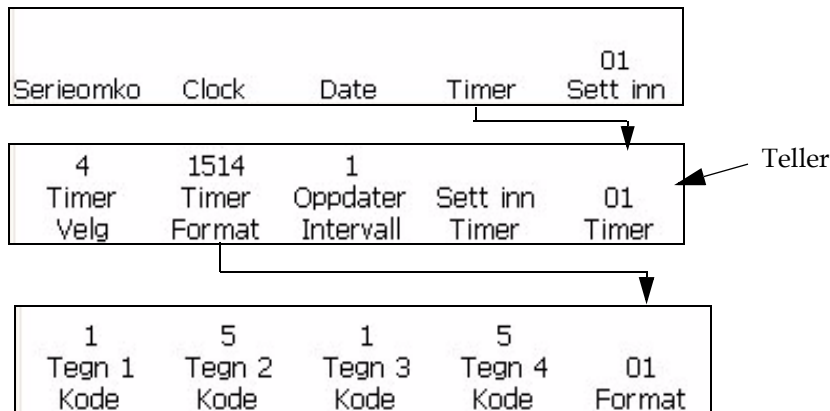 01
Serieomko Clock Date Timer Sett inn
4 1514 1
Timer Timer Oppdater Sett inn 01
Velg Format Intervall Timer Timer
Teller
1 5 1 5
Tegn 1 Tegn 2 Tegn 3 Tegn 4 01
Kode Kode Kode Kode Format